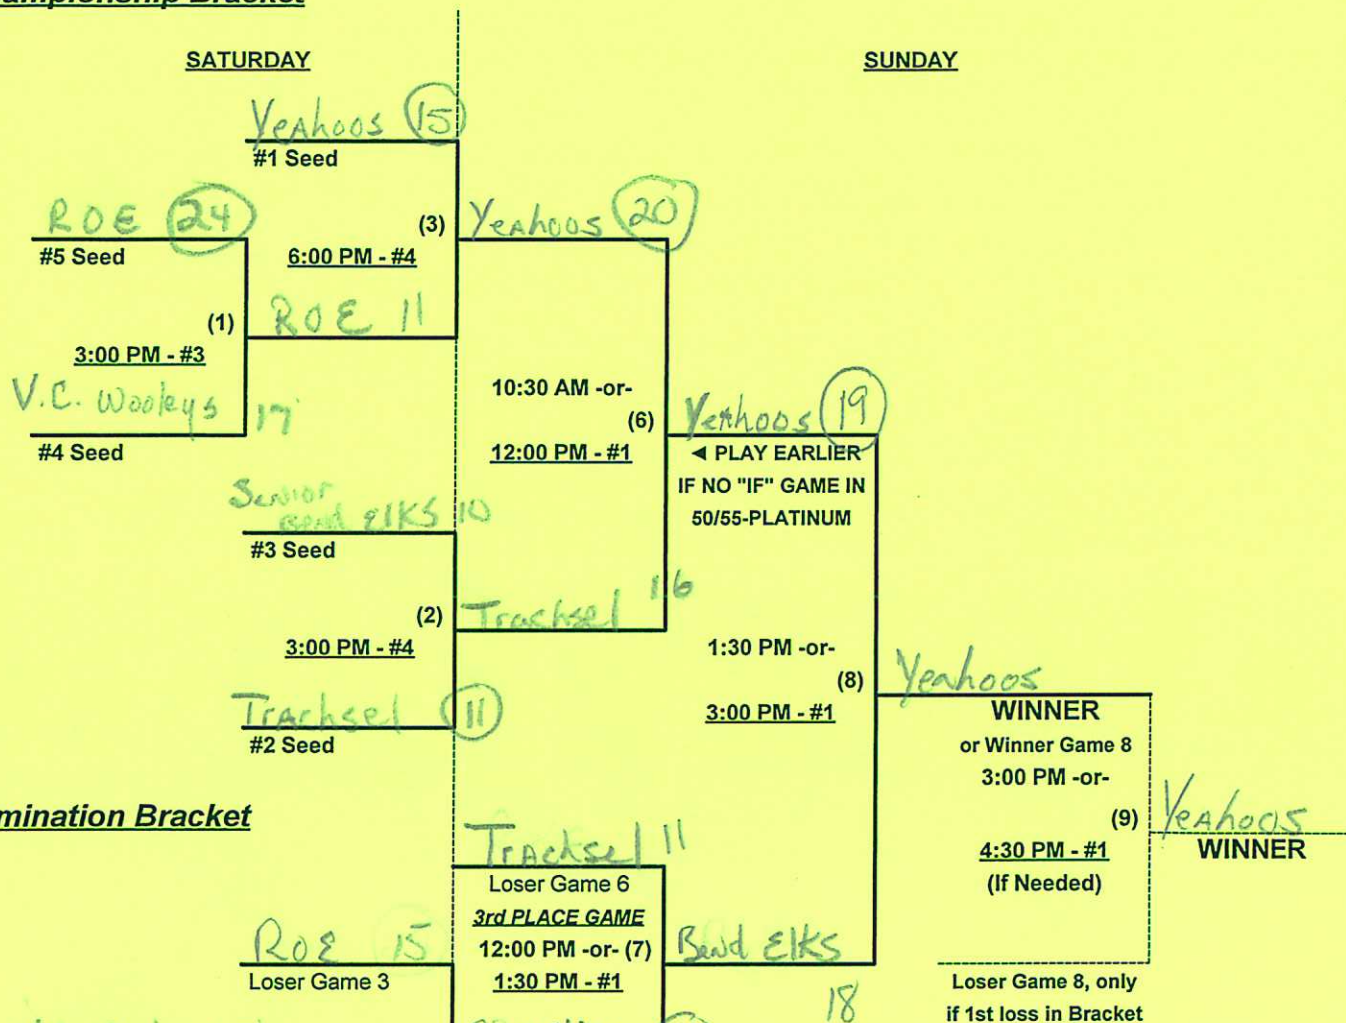 Championship Bracket
SATURDAY
SUNDAY
Yeahoos 15
#1 Seed
ROE 24
#5 Seed
(3)
6:00 PM - #4
Yeahoos 20
(1)
3:00 PM - #3
ROE 11
V.C. Wooleys 17
#4 Seed
10:30 AM -or-
(6)
12:00 PM - #1
Yeahoos 19
◄ PLAY EARLIER
IF NO "IF" GAME IN
50/55-PLATINUM
Senior
Bend Elks 10
#3 Seed
(2)
3:00 PM - #4
Trachsel 16
Trachsel 11
#2 Seed
1:30 PM -or-
(8)
3:00 PM - #1
Yeahoos
WINNER
or Winner Game 8
3:00 PM -or-
(9)
4:30 PM - #1
(If Needed)
Yeahoos
WINNER
mination Bracket
Trachsel 11
Loser Game 6
3rd PLACE GAME
12:00 PM -or- (7)
1:30 PM - #1
ROE 15
Loser Game 3
Bend Elks
18
Loser Game 8, only
if 1st loss in Bracket